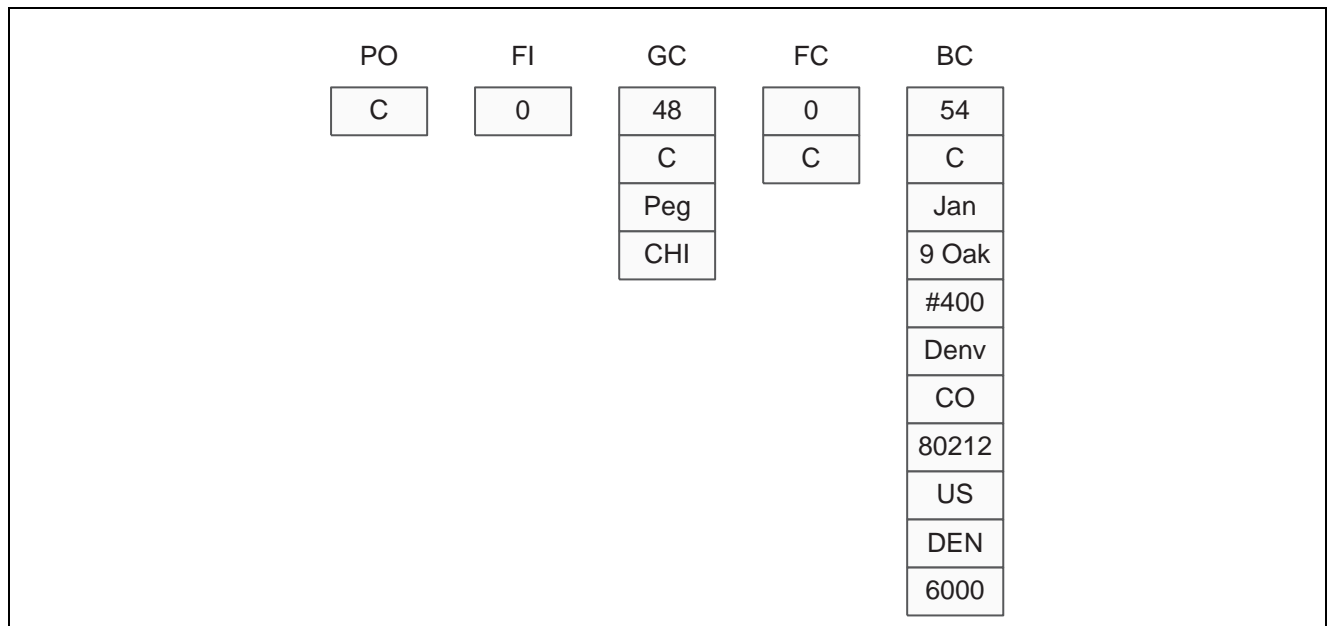 PO FI GC FC BC
C 0 48 0 54
C C C
Peg Jan
CHI 9 Oak
#400
Denv
CO
80212
US
DEN
6000